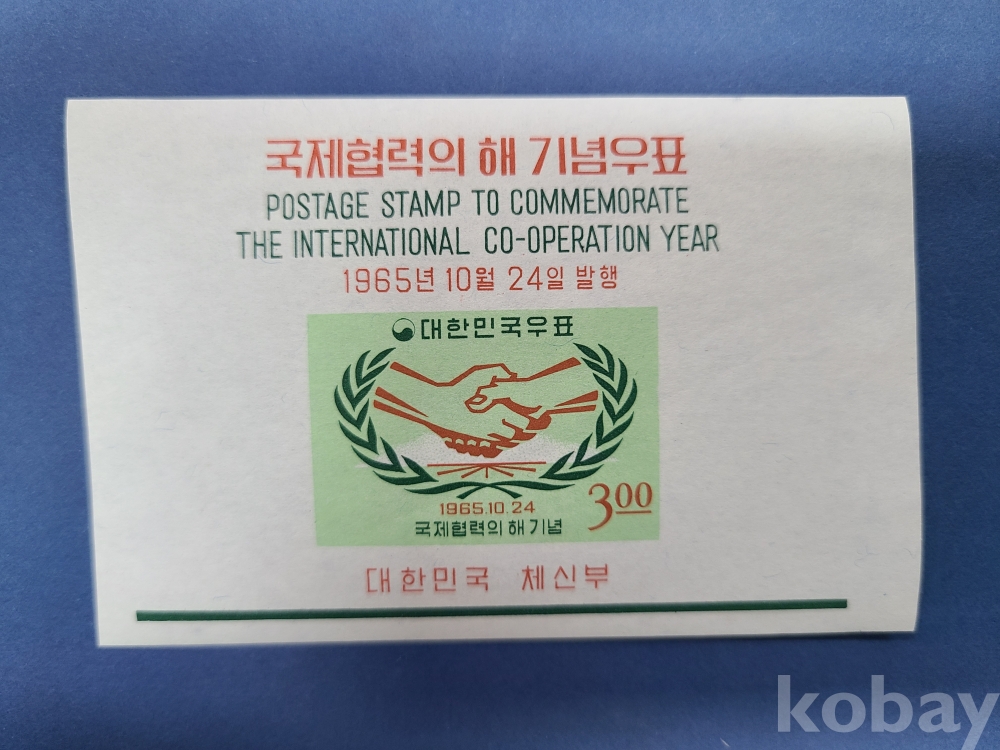 국제협력의 해 기념우표
POSTAGE STAMP TO COMMEMORATE
THE INTERNATIONAL CO-OPERATION YEAR
1965년 10월 24일 발행
대한민국우표
1965.10.24
3.00
국제협력의 해 기념
대한민국 체신부
kobay